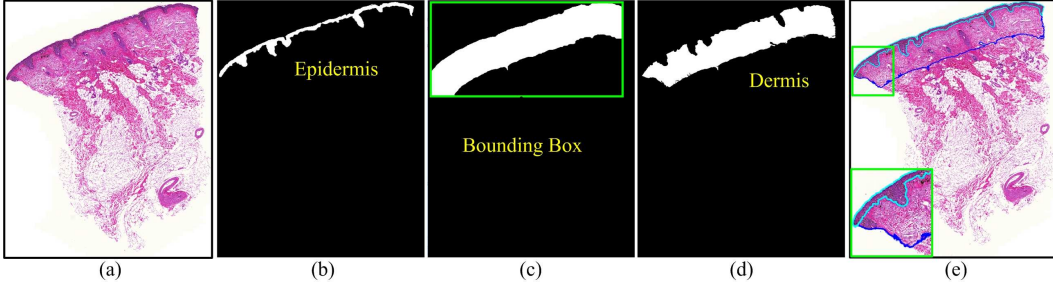 Epidermis
Bounding Box
Dermis
(a)
(b)
(c)
(d)
(e)